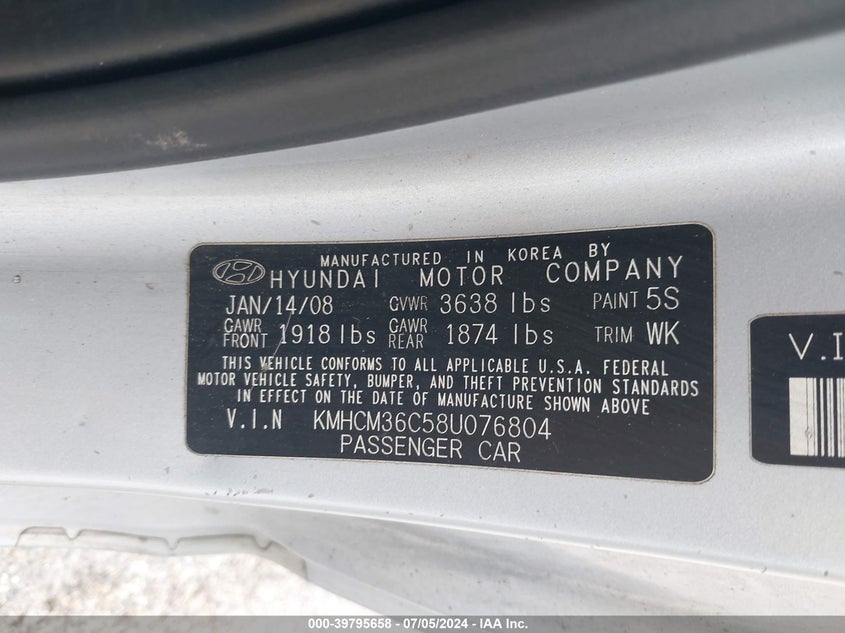 MANUFACTURED IN KOREA BY
HYUNDAI MOTOR COMPANY
JAN/14/08 GVWR 3638 lbs PAINT 5S
GAWR FRONT 1918 lbs GAWR REAR 1874 lbs TRIM WK
THIS VEHICLE CONFORMS TO ALL APPLICABLE U.S.A. FEDERAL
MOTOR VEHICLE SAFETY, BUMPER, AND THEFT PREVENTION STANDARDS
IN EFFECT ON THE DATE OF MANUFACTURE SHOWN ABOVE
V.I.N KMHCM36C58U076804
PASSENGER CAR
V.I
000-39795658 - 07/05/2024 - IAA Inc.